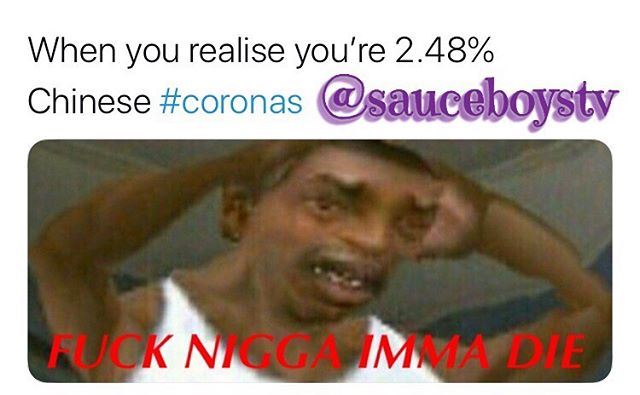 When you realise you’re 2.48%
Chinese #coronas @sauceboystv
FUCK NIGGA IMMA DIE